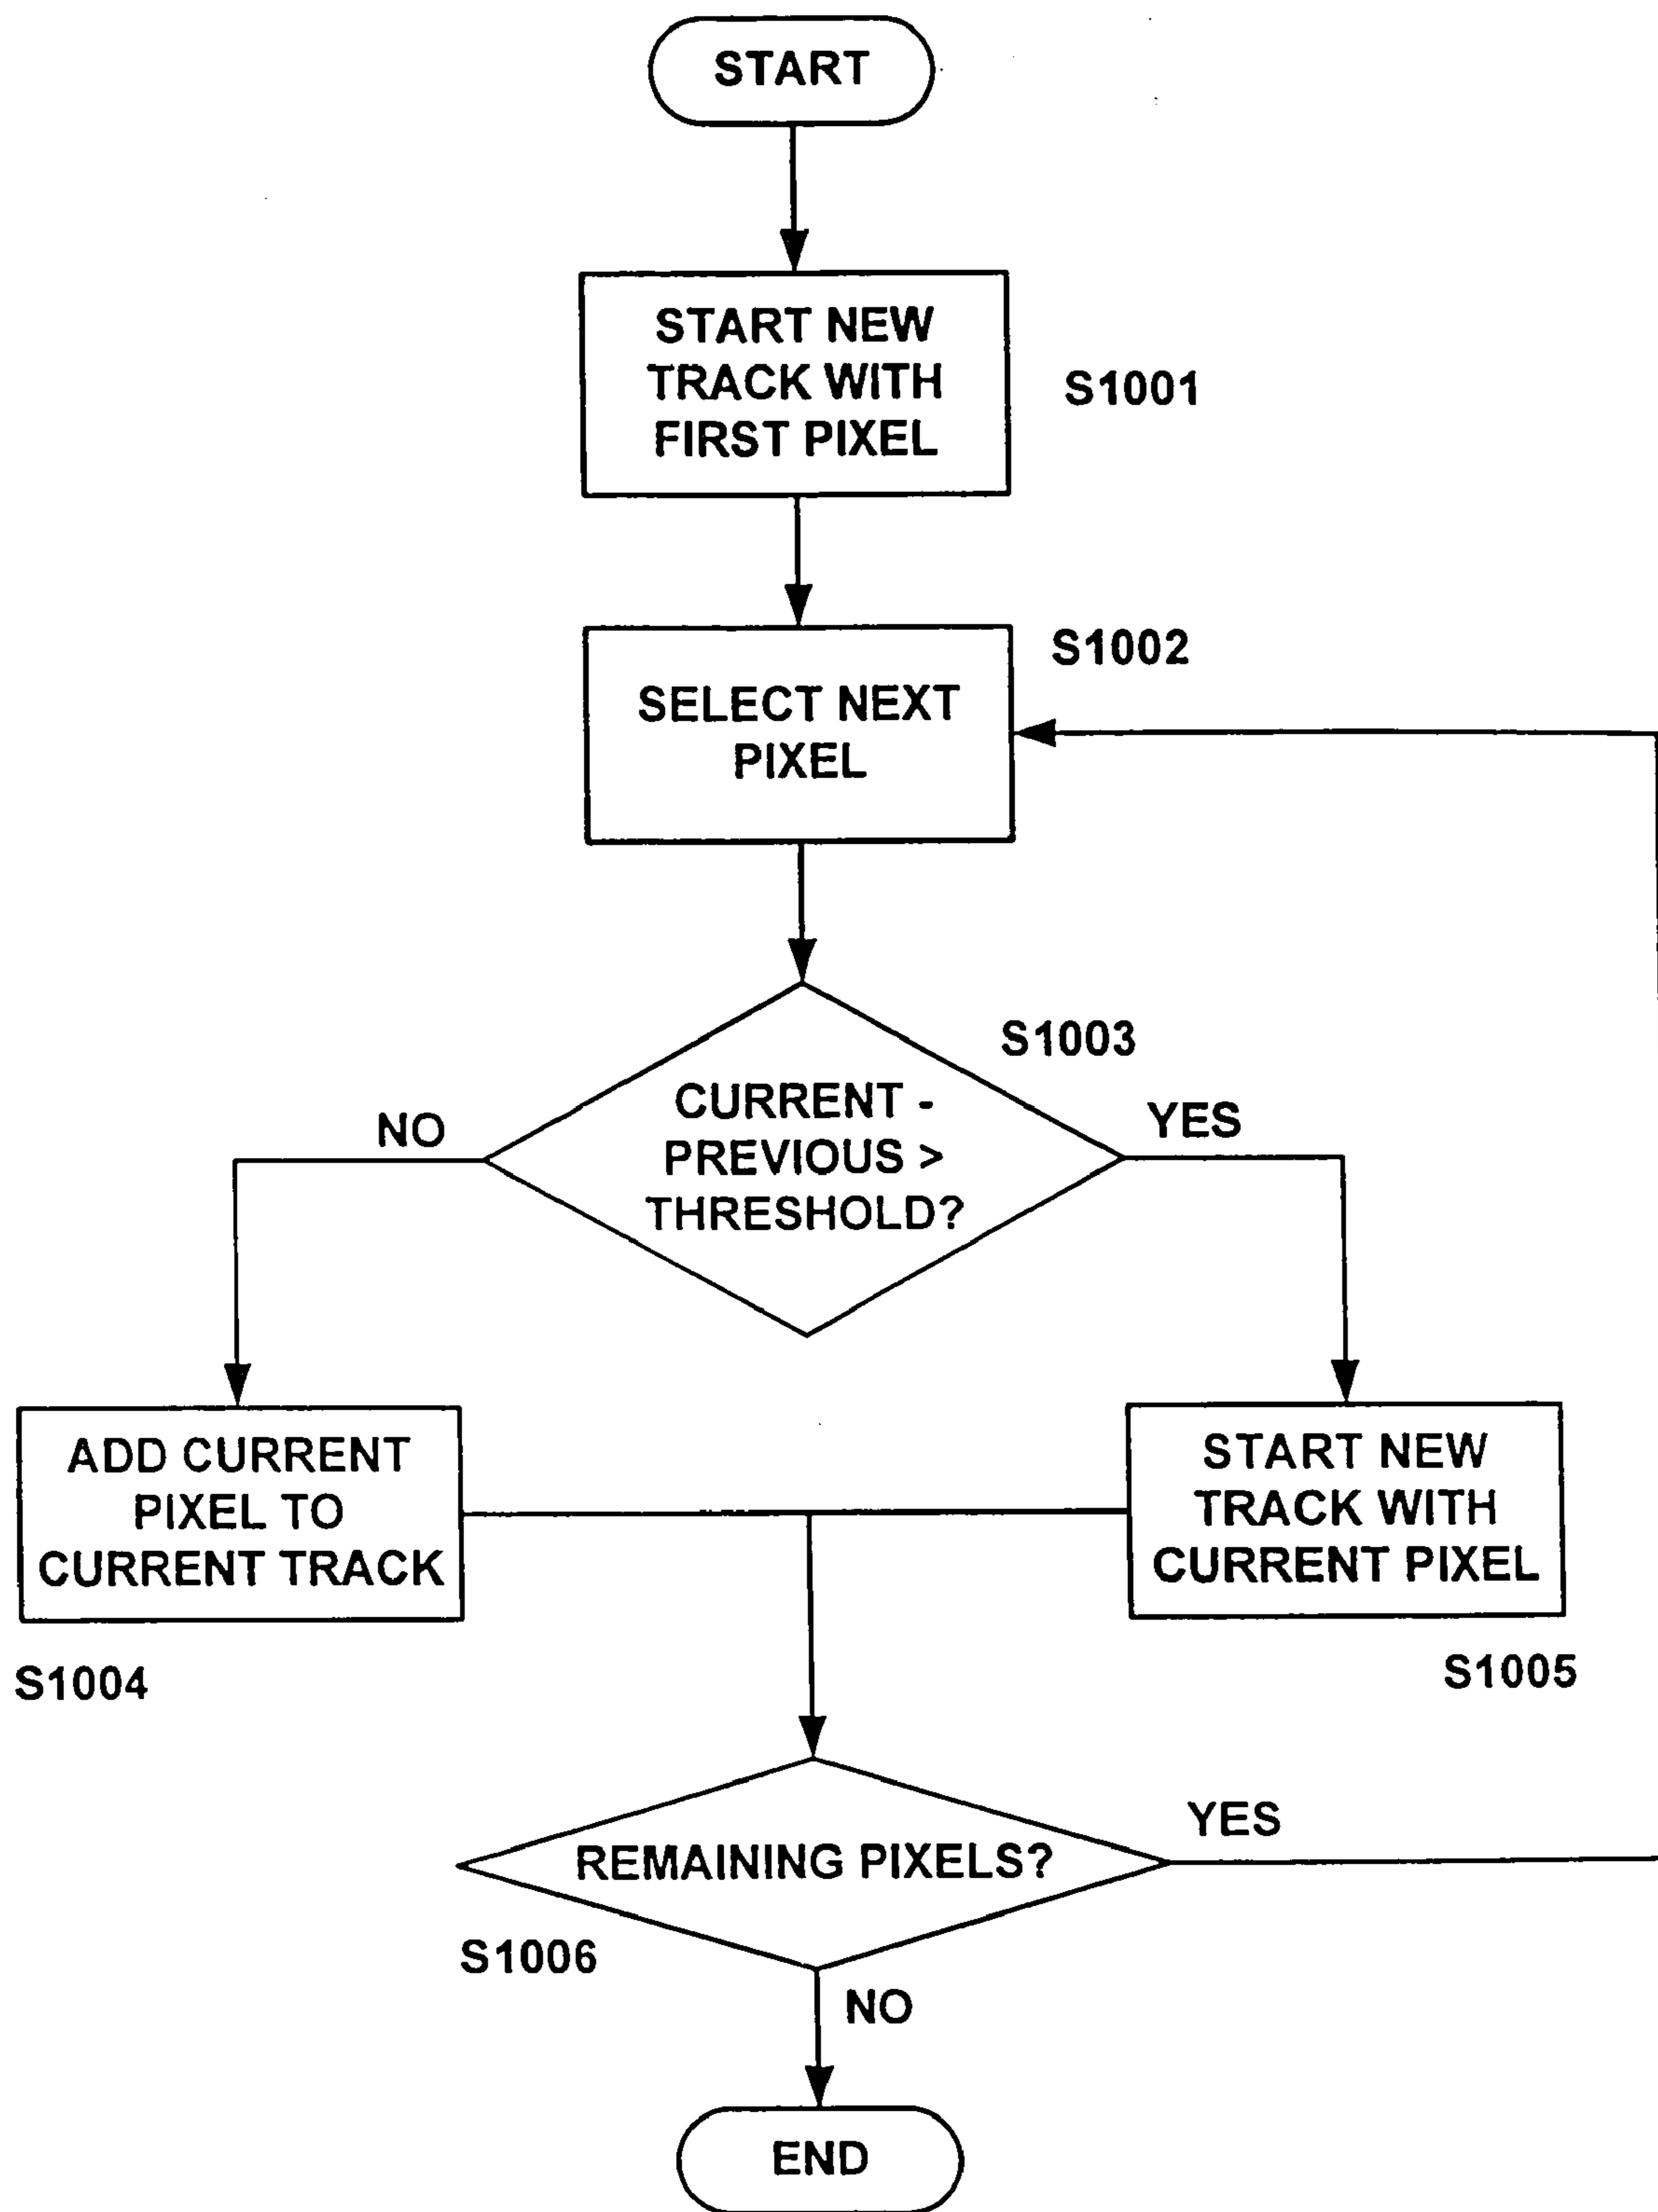 START
START NEW
TRACK WITH
FIRST PIXEL
S1001
S1002
SELECT NEXT
PIXEL
S1003
CURRENT -
PREVIOUS >
THRESHOLD?
NO
YES
ADD CURRENT
PIXEL TO
CURRENT TRACK
S1004
START NEW
TRACK WITH
CURRENT PIXEL
S1005
REMAINING PIXELS?
YES
S1006
NO
END